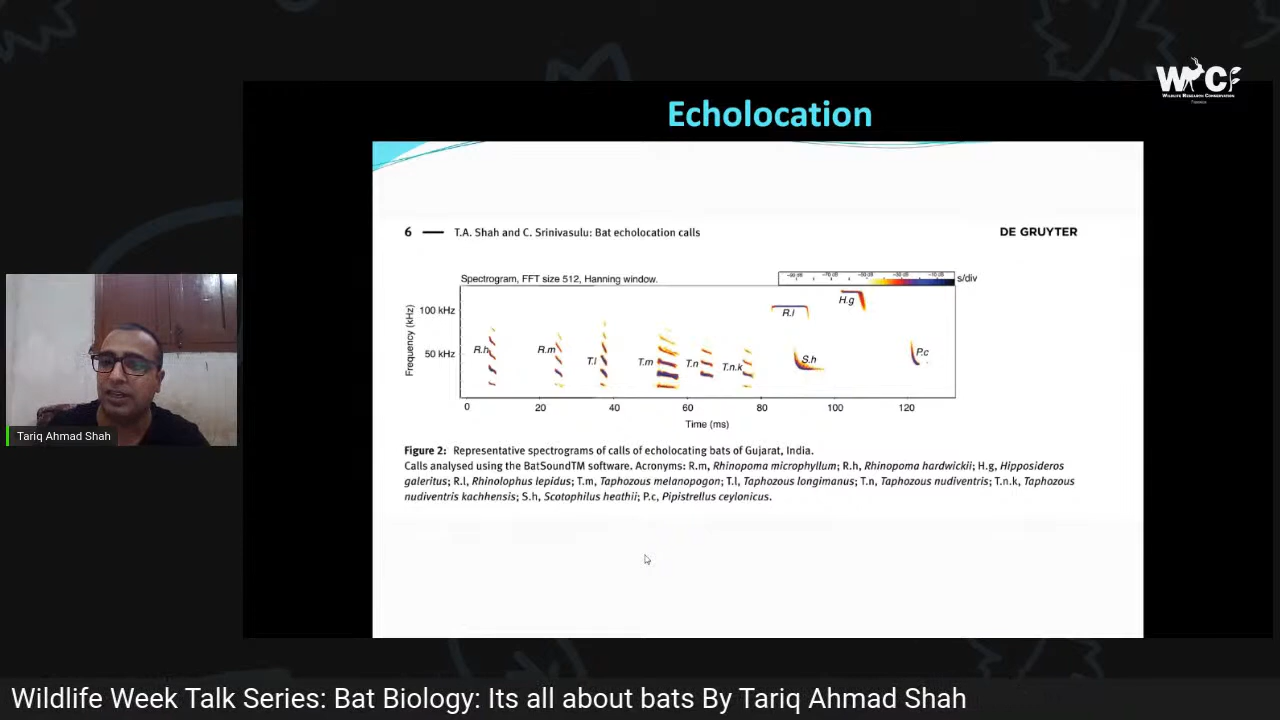 Echolocation
WCF
WILDLIFE RESEARCH CONSERVATION
6 — T.A. Shah and C. Srinivasulu: Bat echolocation calls
DE GRUYTER
Spectrogram, FFT size 512, Hanning window.
s/div
Frequency (kHz)
100 kHz
50 kHz
R.h
R.m
T.l
T.m
T.n
T.n.k
R.l
S.h
H.g
P.c
0 20 40 60 80 100 120
Time (ms)
Figure 2: Representative spectrograms of calls of echolocating bats of Gujarat, India.
Calls analysed using the BatSoundTM software. Acronyms: R.m, Rhinopoma microphyllum; R.h, Rhinopoma hardwickii; H.g, Hipposideros
galeritus; R.l, Rhinolophus lepidus; T.m, Taphozous melanopogon; T.l, Taphozous longimanus; T.n, Taphozous nudiventris; T.n.k, Taphozous
nudiventris kachhensis; S.h, Scotophilus heathii; P.c, Pipistrellus ceylonicus.
Tariq Ahmad Shah
Wildlife Week Talk Series: Bat Biology: Its all about bats By Tariq Ahmad Shah